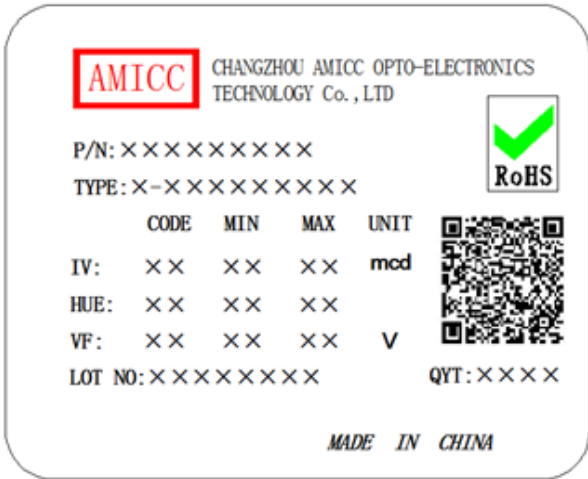 AMICC
CHANGZHOU AMICC OPTO-ELECTRONICS
TECHNOLOGY Co.,LTD
RoHS
P/N:×××××××××
TYPE:×-×××××××××
CODE MIN MAX UNIT
IV: ×× ×× ×× mcd
HUE: ×× ×× ××
VF: ×× ×× ×× V
LOT NO:×××××××× QYT:××××
MADE IN CHINA